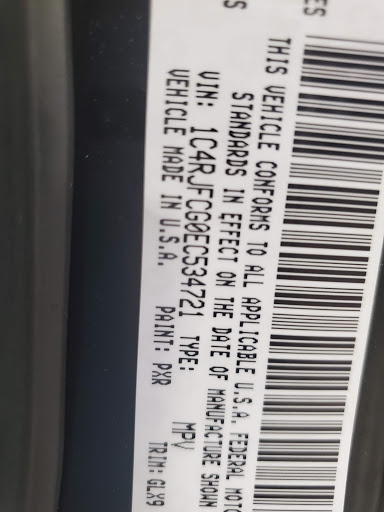 ES
S
THIS VEHICLE CONFORMS TO ALL APPLICABLE U.S.A. FEDERAL MOTO
STANDARDS IN EFFECT ON THE DATE OF MANUFACTURE SHOWN
VIN: 1C4RJFCG0EC534721 TYPE: MPV
VEHICLE MADE IN U.S.A. PAINT: PXR TRIM: GLX9